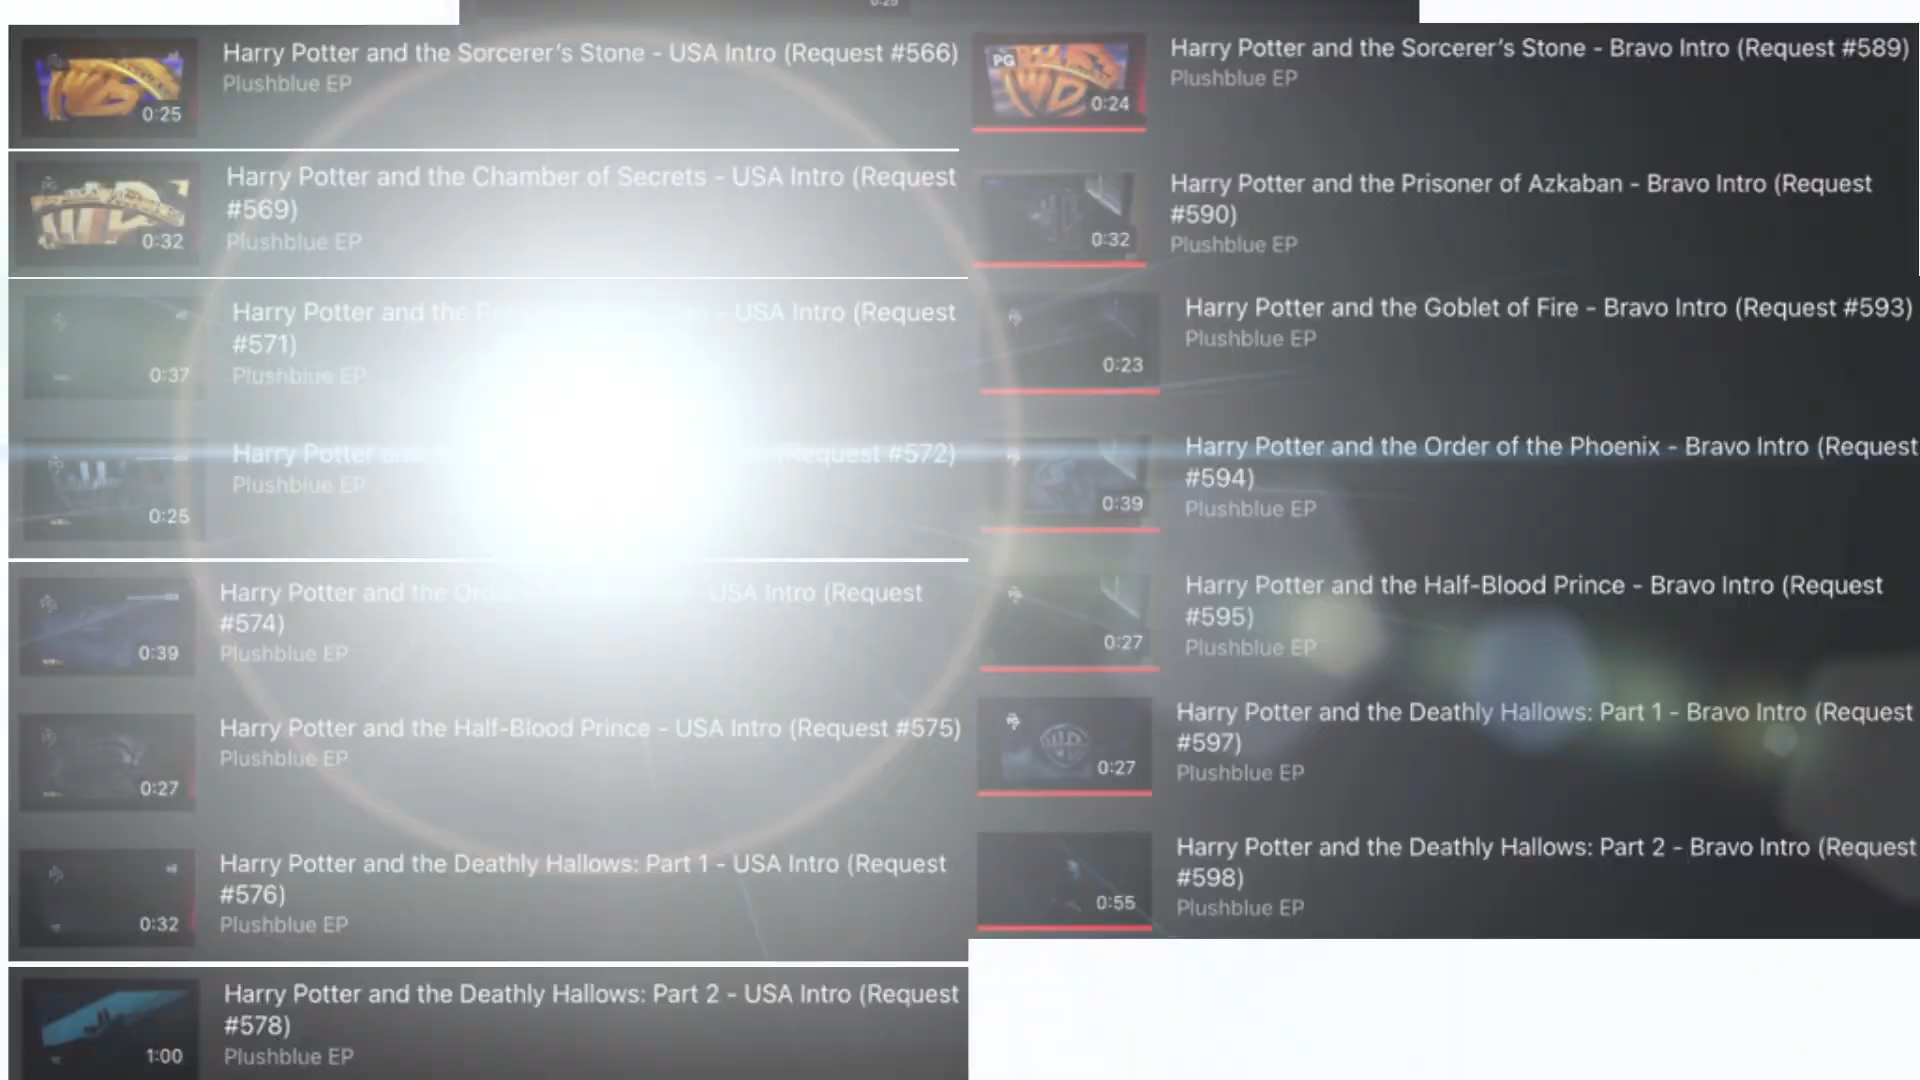 0:25
Harry Potter and the Sorcerer's Stone - USA Intro (Request #566)
Plushblue EP
0:25
Harry Potter and the Chamber of Secrets - USA Intro (Request
#569)
Plushblue EP
0:32
Harry Potter and the - USA Intro (Request
#571)
Plushblue EP
0:37
Harry Potter and (Request #572)
Plushblue EP
0:25
Harry Potter and the USA Intro (Request
#574)
Plushblue EP
0:39
Harry Potter and the Half-Blood Prince - USA Intro (Request #575)
Plushblue EP
0:27
Harry Potter and the Deathly Hallows: Part 1 - USA Intro (Request
#576)
Plushblue EP
0:32
Harry Potter and the Deathly Hallows: Part 2 - USA Intro (Request
#578)
Plushblue EP
1:00
Harry Potter and the Sorcerer's Stone - Bravo Intro (Request #589)
Plushblue EP
PG
0:24
Harry Potter and the Prisoner of Azkaban - Bravo Intro (Request
#590)
Plushblue EP
0:32
Harry Potter and the Goblet of Fire - Bravo Intro (Request #593)
Plushblue EP
0:23
Harry Potter and the Order of the Phoenix - Bravo Intro (Request
#594)
Plushblue EP
0:39
Harry Potter and the Half-Blood Prince - Bravo Intro (Request
#595)
Plushblue EP
0:27
Harry Potter and the Deathly Hallows: Part 1 - Bravo Intro (Request
#597)
Plushblue EP
0:27
Harry Potter and the Deathly Hallows: Part 2 - Bravo Intro (Request
#598)
Plushblue EP
0:55